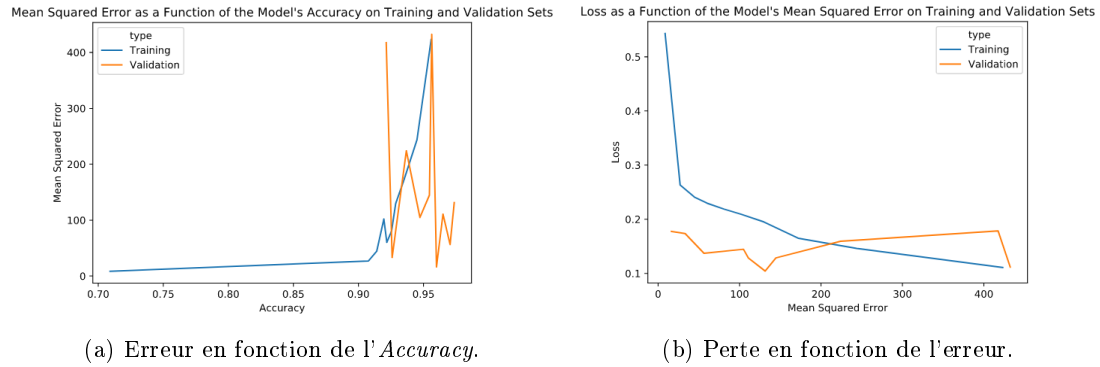 Mean Squared Error as a Function of the Model's Accuracy on Training and Validation Sets
type
Training
Validation
400
300
200
100
0
Mean Squared Error
0.70 0.75 0.80 0.85 0.90 0.95
Accuracy
(a) Erreur en fonction de l'Accuracy.
Loss as a Function of the Model's Mean Squared Error on Training and Validation Sets
type
Training
Validation
0.5
0.4
0.3
0.2
0.1
Loss
0 100 200 300 400
Mean Squared Error
(b) Perte en fonction de l'erreur.